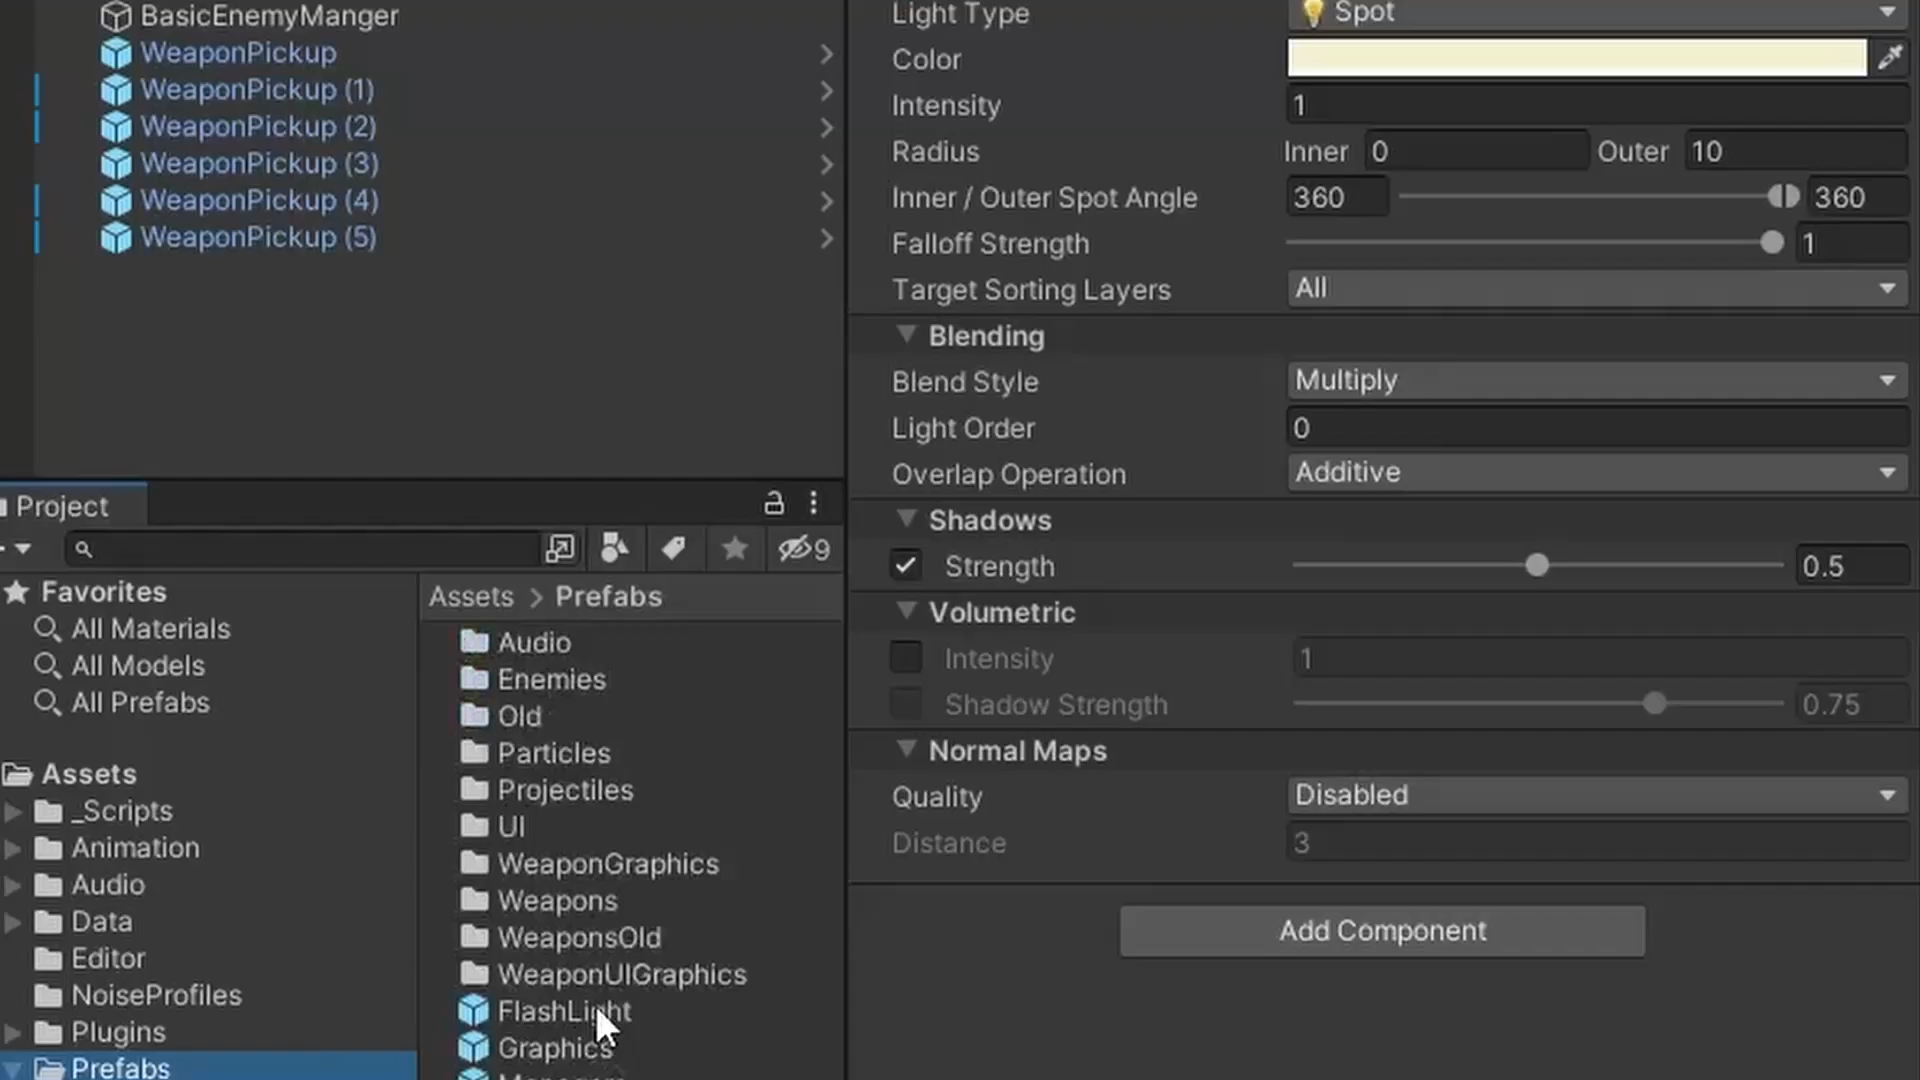 BasicEnemyManger
WeaponPickup
WeaponPickup (1)
WeaponPickup (2)
WeaponPickup (3)
WeaponPickup (4)
WeaponPickup (5)
Project
9
Favorites
All Materials
All Models
All Prefabs
Assets
_Scripts
Animation
Audio
Data
Editor
NoiseProfiles
Plugins
Prefabs
Assets > Prefabs
Audio
Enemies
Old
Particles
Projectiles
UI
WeaponGraphics
Weapons
WeaponsOld
WeaponUIGraphics
FlashLight
Graphics
Light Type Spot
Color
Intensity 1
Radius Inner 0 Outer 10
Inner / Outer Spot Angle 360 360
Falloff Strength 1
Target Sorting Layers All
Blending
Blend Style Multiply
Light Order 0
Overlap Operation Additive
Shadows
Strength 0.5
Volumetric
Intensity 1
Shadow Strength 0.75
Normal Maps
Quality Disabled
Distance 3
Add Component